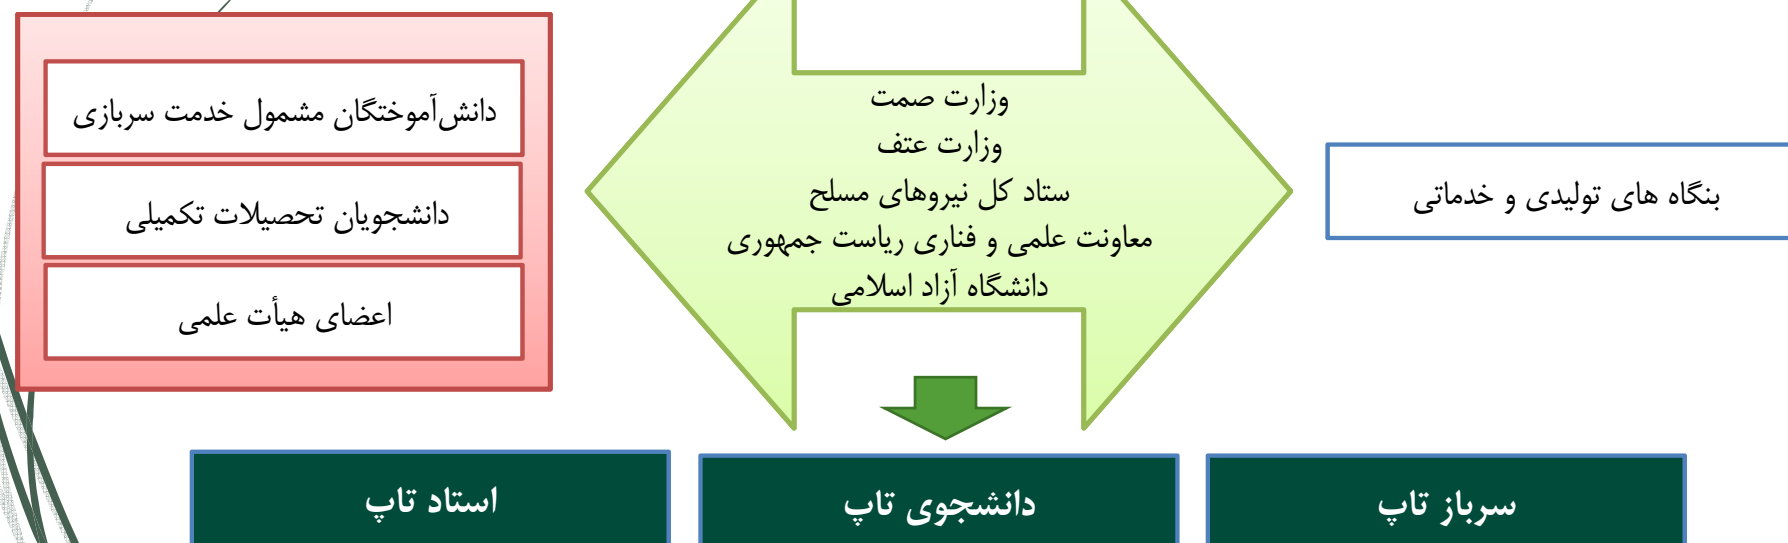 بنگاه های تولیدی و خدماتی
وزارت صمت
وزارت عتف
ستاد کل نیروهای مسلح
معاونت علمی و فناری ریاست جمهوری
دانشگاه آزاد اسلامی
دانش‌آموختگان مشمول خدمت سربازی
دانشجویان تحصیلات تکمیلی
اعضای هیأت علمی
سرباز تاپ
دانشجوی تاپ
استاد تاپ